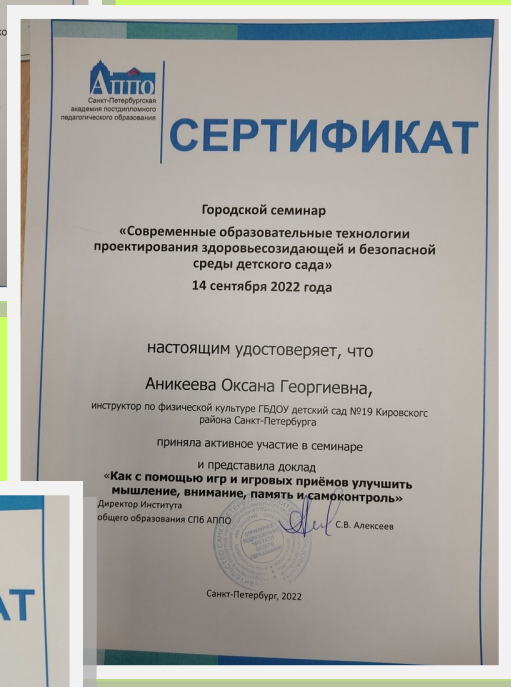 АППО
Санкт-Петербургская
академия постдипломного
педагогического образования
СЕРТИФИКАТ
Городской семинар
«Современные образовательные технологии
проектирования здоровьесозидающей и безопасной
среды детского сада»
14 сентября 2022 года
настоящим удостоверяет, что
Аникеева Оксана Георгиевна,
инструктор по физической культуре ГБДОУ детский сад №19 Кировского
района Санкт-Петербурга
приняла активное участие в семинаре
и представила доклад
«Как с помощью игр и игровых приёмов улучшить
мышление, внимание, память и самоконтроль»
Директор Института
общего образования СПб АППО
С.В. Алексеев
Санкт-Петербург, 2022
АТ